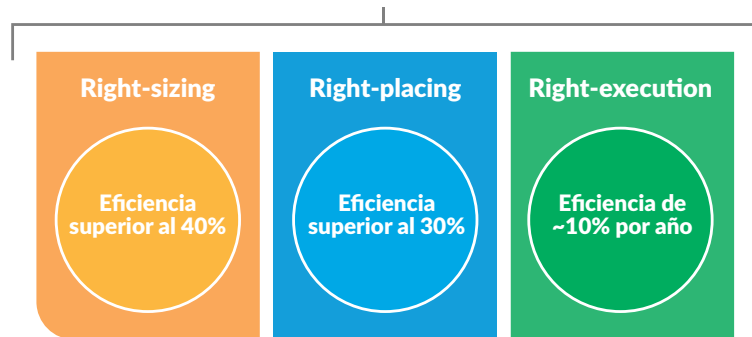 Right-sizing
Eficiencia
superior al 40%
Right-placing
Eficiencia
superior al 30%
Right-execution
Eficiencia de
~10% por año